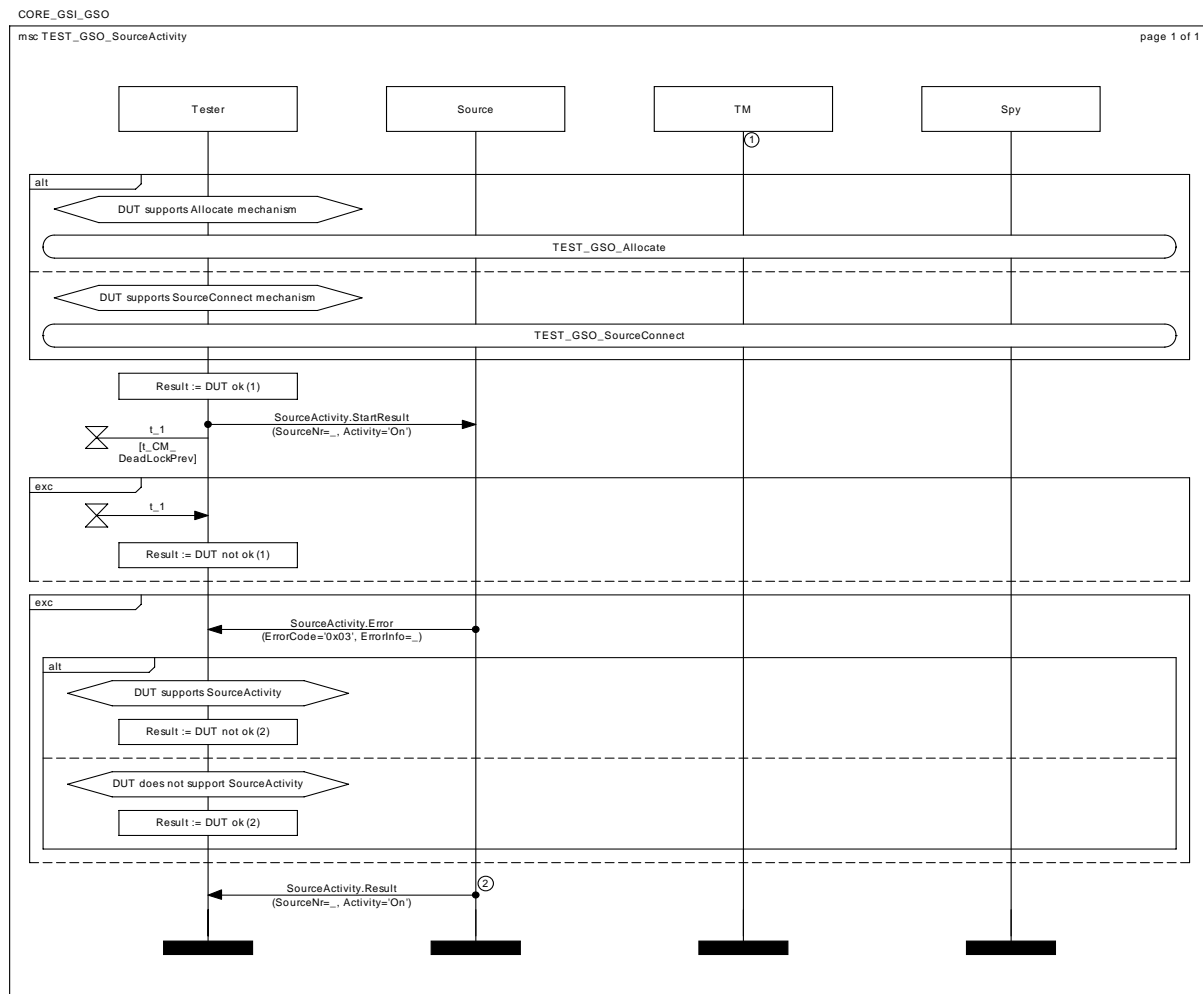 CORE_GSI_GSO
msc TEST_GSO_SourceActivity
page 1 of 1
Tester
Source
TM
Spy
1
alt
DUT supports Allocate mechanism
TEST_GSO_Allocate
DUT supports SourceConnect mechanism
TEST_GSO_SourceConnect
Result := DUT ok (1)
SourceActivity.StartResult
(SourceNr=_, Activity='On')
t_1
[t_CM_
DeadLockPrev]
exc
t_1
Result := DUT not ok (1)
exc
SourceActivity.Error
(ErrorCode='0x03', ErrorInfo=_)
alt
DUT supports SourceActivity
Result := DUT not ok (2)
DUT does not support SourceActivity
Result := DUT ok (2)
2
SourceActivity.Result
(SourceNr=_, Activity='On')